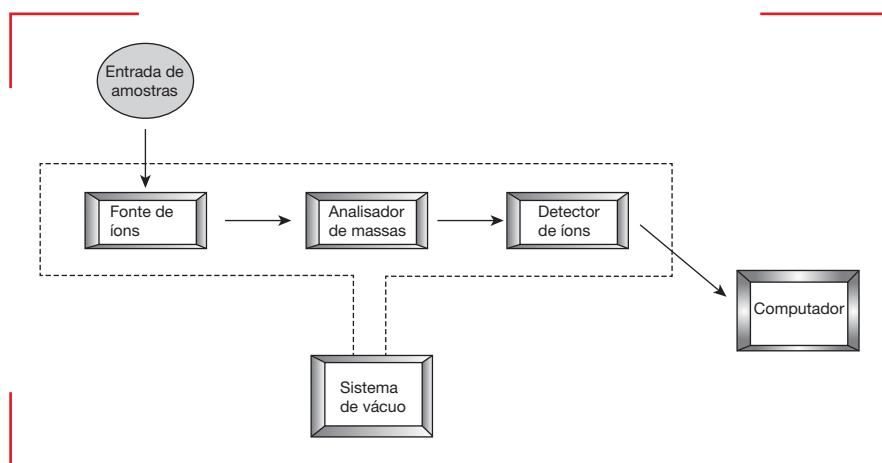 Entrada de
amostras
Fonte de
íons
Analisador
de massas
Detector
de íons
Computador
Sistema
de vácuo